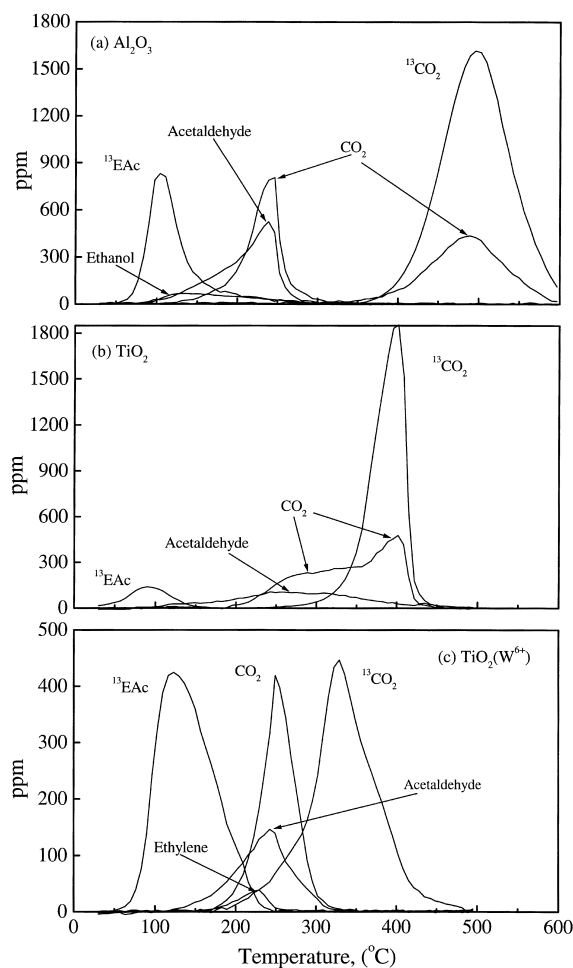 ppm
1800
1500
1200
900
600
300
0
(a) Al₂O₃
¹³EAc
Acetaldehyde
Ethanol
CO₂
¹³CO₂
ppm
1800
1500
1200
900
600
300
0
(b) TiO₂
¹³EAc
Acetaldehyde
CO₂
¹³CO₂
ppm
500
400
300
200
100
0
(c) TiO₂(W⁶⁺)
¹³EAc
CO₂
¹³CO₂
Acetaldehyde
Ethylene
0 100 200 300 400 500 600
Temperature, (°C)